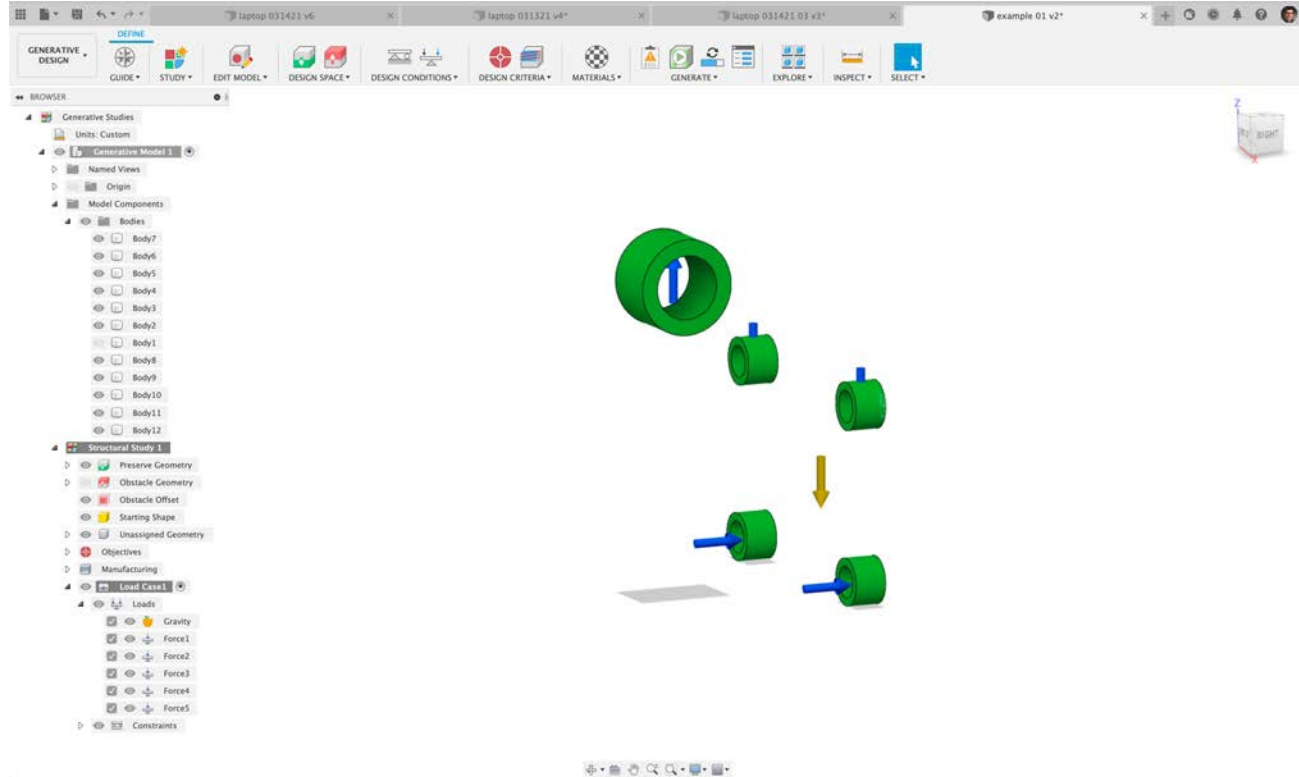 laptop 031421 v6
laptop 031321 v4*
laptop 031421 03 v3*
example 01 v2*
DEFINE
GENERATIVE DESIGN
GUIDE
STUDY
EDIT MODEL
DESIGN SPACE
DESIGN CONDITIONS
DESIGN CRITERIA
MATERIALS
GENERATE
EXPLORE
INSPECT
SELECT
BROWSER
Generative Studies
Units: Custom
Generative Model 1
Named Views
Origin
Model Components
Bodies
Body7
Body6
Body5
Body4
Body3
Body2
Body1
Body8
Body9
Body10
Body11
Body12
Structural Study 1
Preserve Geometry
Obstacle Geometry
Obstacle Offset
Starting Shape
Unassigned Geometry
Objectives
Manufacturing
Load Case1
Loads
Gravity
Force1
Force2
Force3
Force4
Force5
Constraints
Z
RIGHT
X